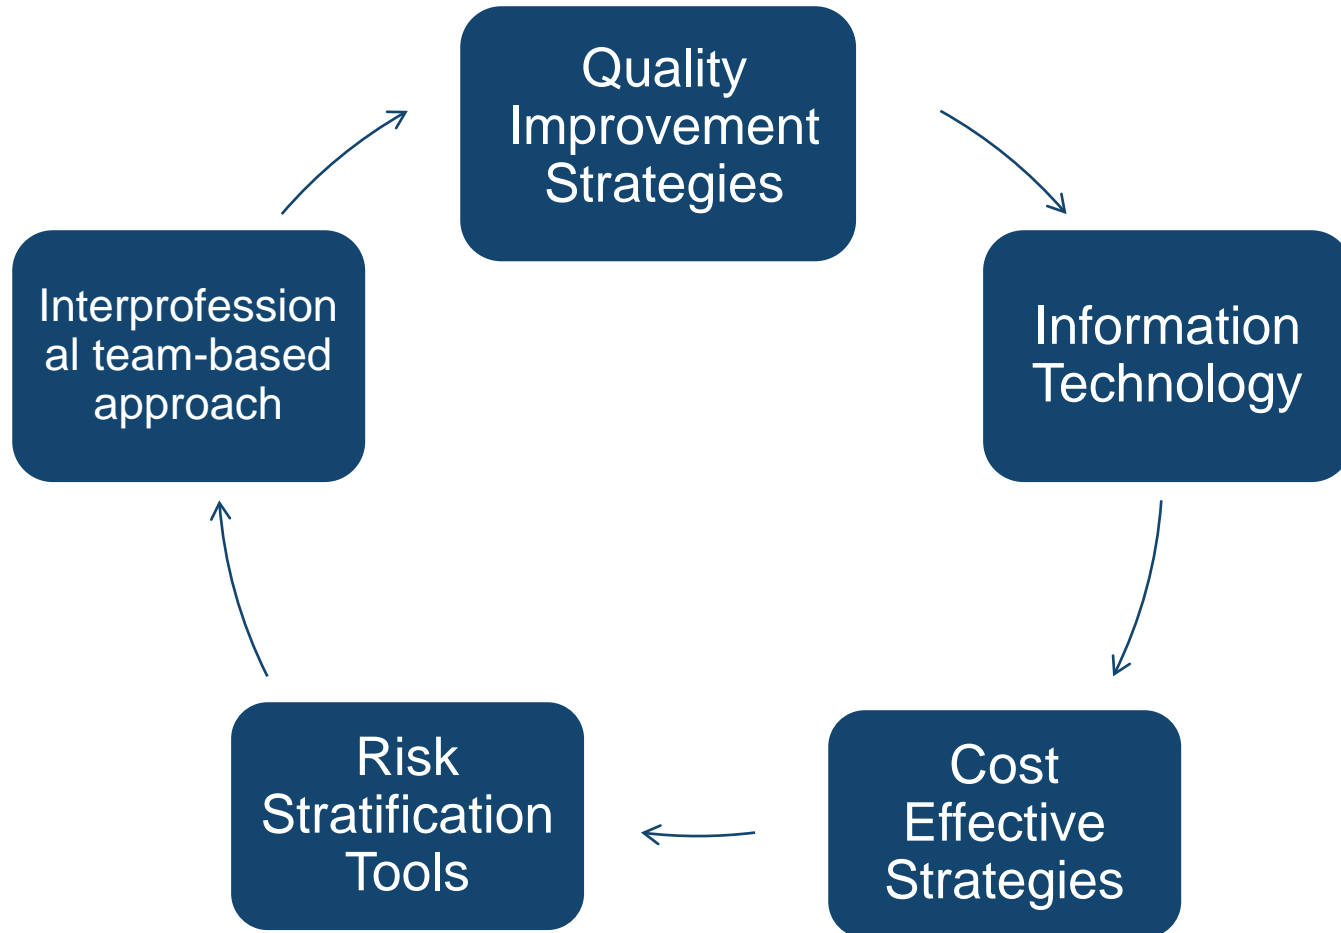 Quality
Improvement
Strategies
Interprofession
al team-based
approach
Information
Technology
Risk
Stratification
Tools
Cost
Effective
Strategies